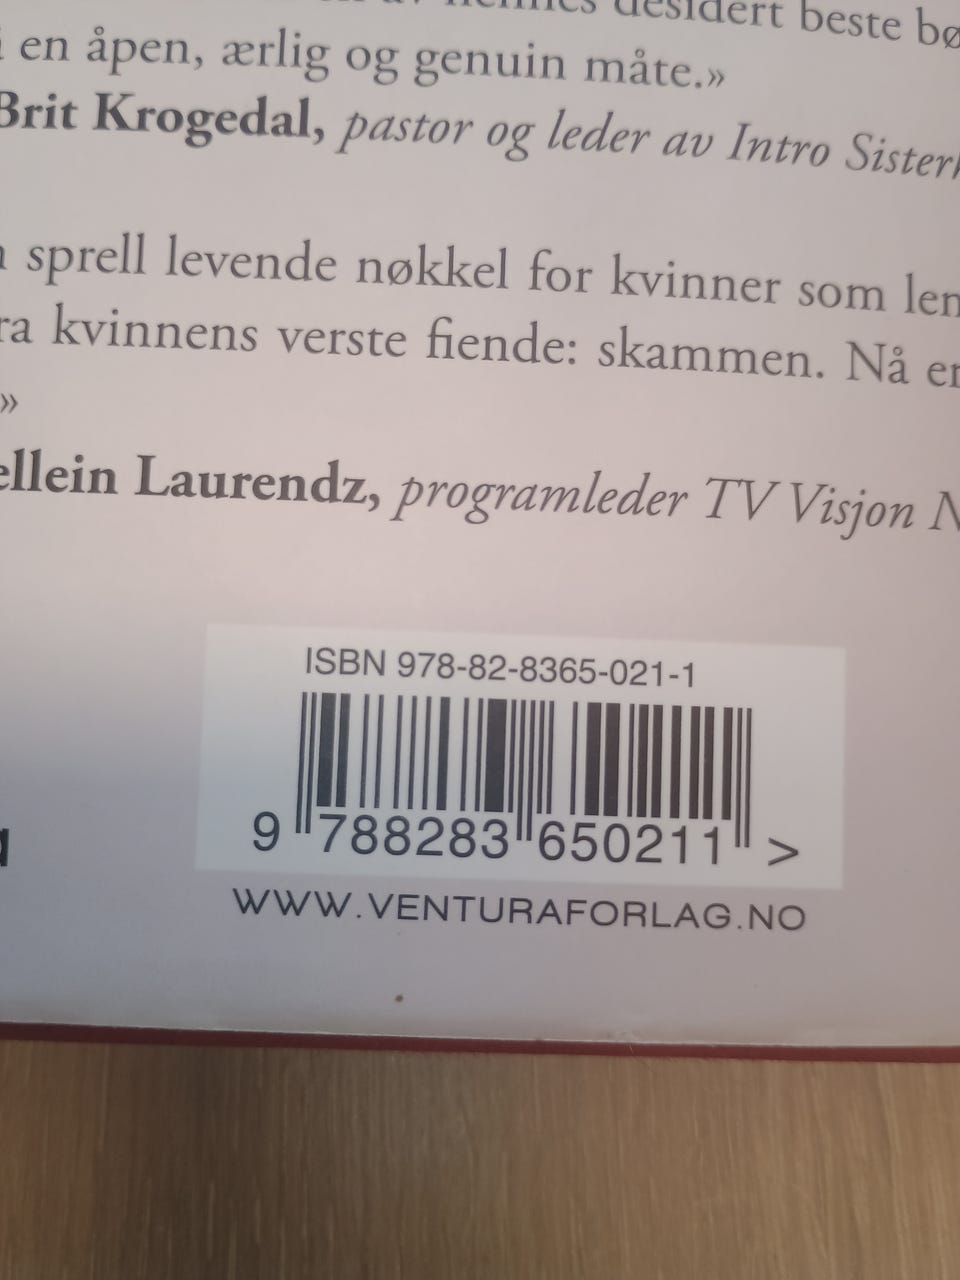 desidert beste
en åpen, ærlig og genuin måte.»
Brit Krogedal, pastor og leder av Intro
sprell levende nøkkel for kvinner som
kvinnens verste fiende: skammen. Nå
»
Laurendz, programleder TV Visjon
ISBN 978-82-8365-021-1
9 788283 650211 >
WWW.VENTURAFORLAG.NO